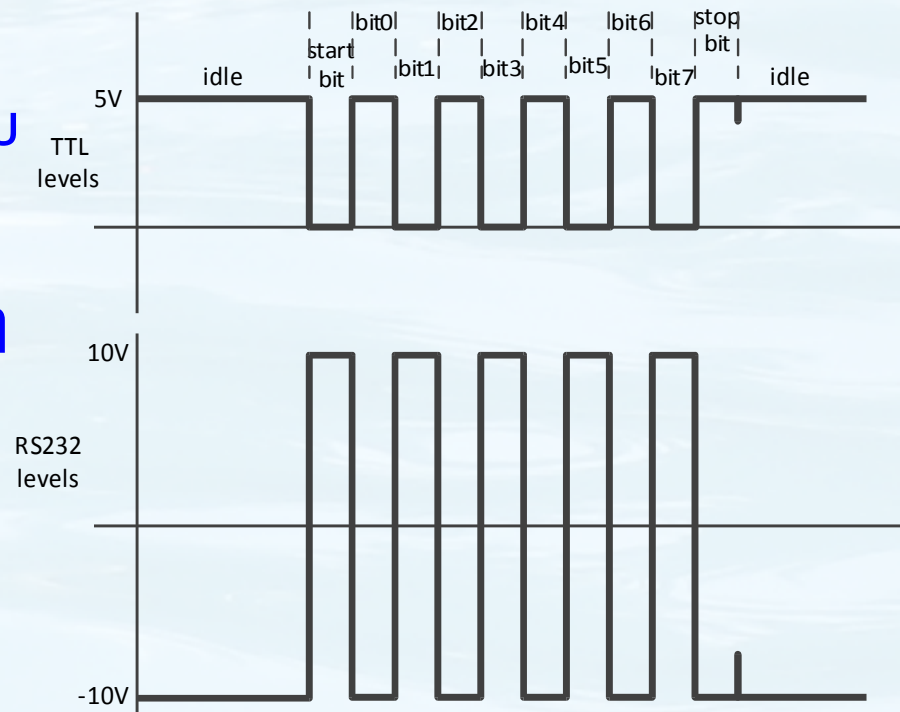 bit0 bit2 bit4 bit6 stop
bit
start
bit
bit1 bit3 bit5 bit7
idle idle
5V
TTL
levels
10V
RS232
levels
-10V